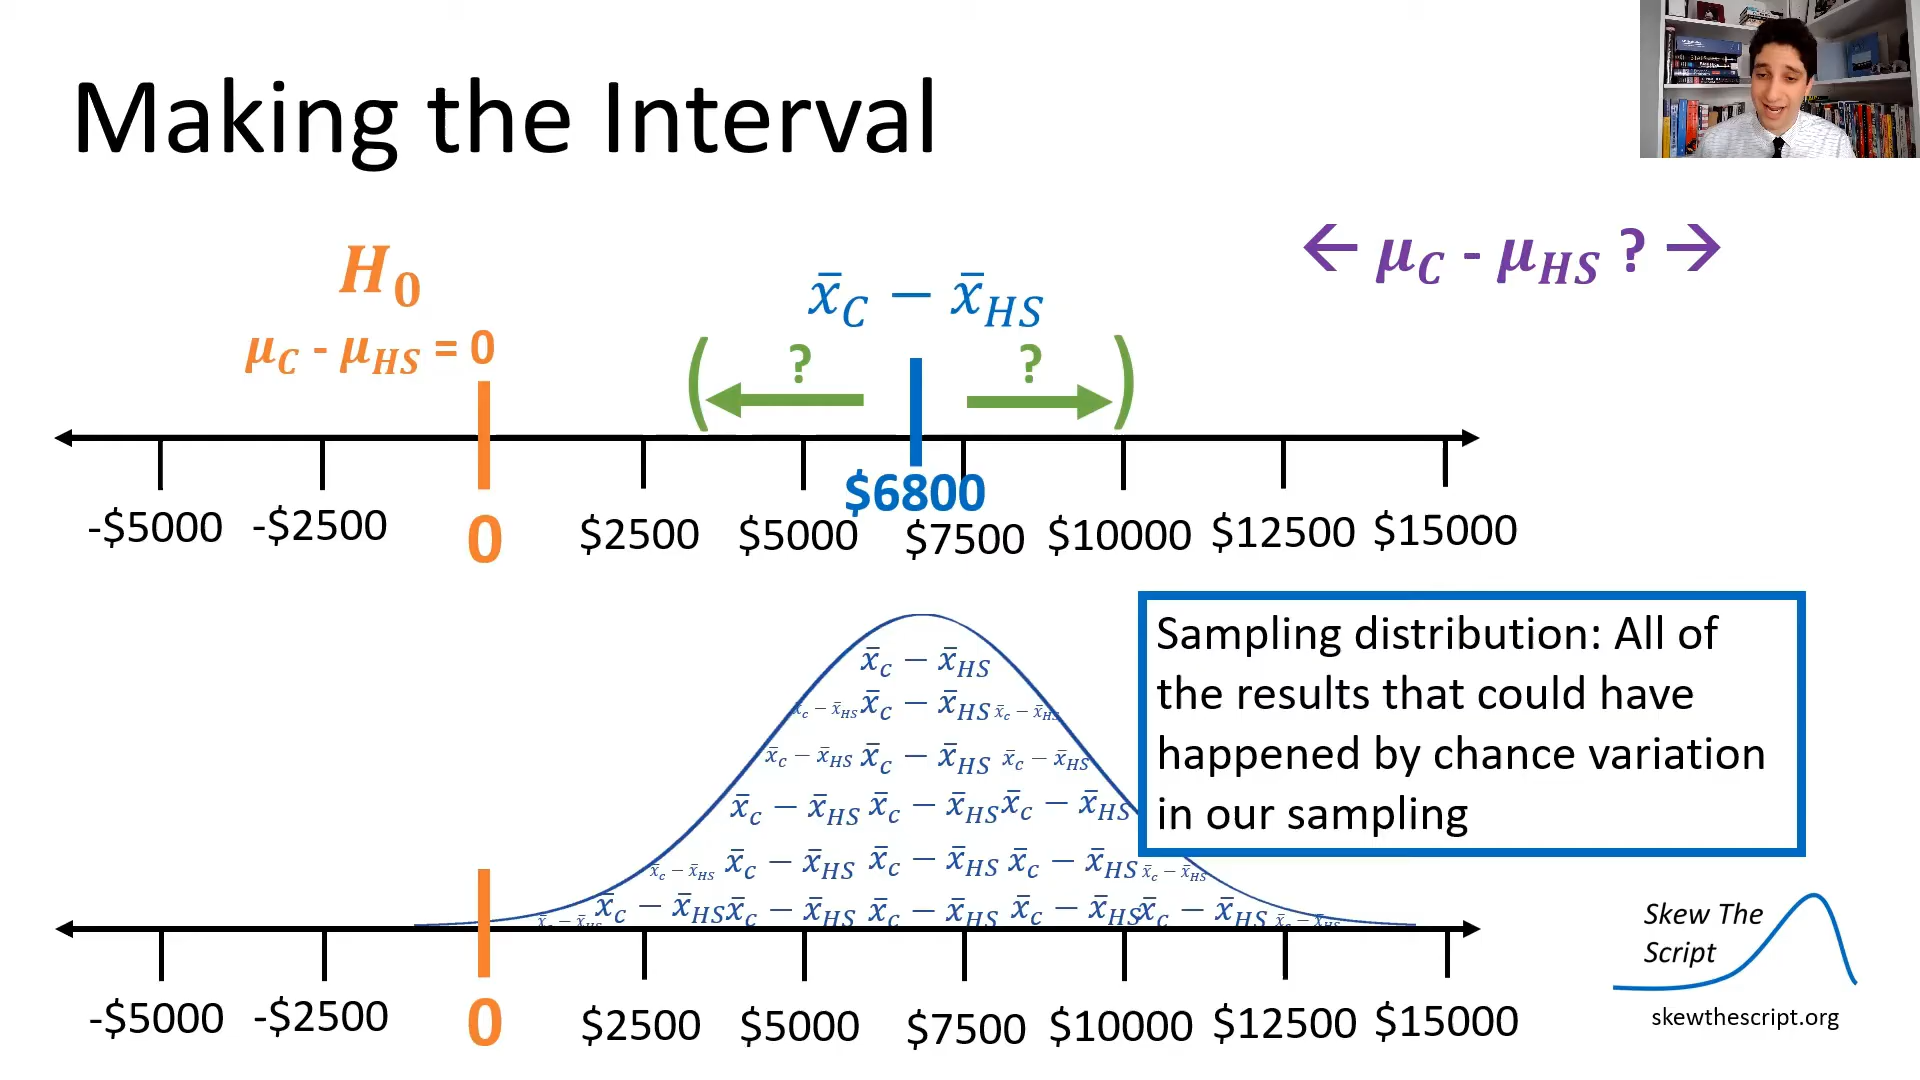 Making the Interval
← μ_C - μ_HS ? →
H₀
μ_C - μ_HS = 0
x̄_C − x̄_HS
( ? ? )
$6800
-$5000 -$2500 0 $2500 $5000 $7500 $10000 $12500 $15000
Sampling distribution: All of
the results that could have
happened by chance variation
in our sampling
x̄_c − x̄_HS
x̄_c − x̄_HS x̄_c − x̄_HS x̄_c − x̄_HS
x̄_c − x̄_HS x̄_c − x̄_HS x̄_c − x̄_HS
x̄_c − x̄_HS x̄_c − x̄_HS x̄_c − x̄_HS
x̄_c − x̄_HS x̄_c − x̄_HS x̄_c − x̄_HS x̄_c − x̄_HS x̄_c − x̄_HS
x̄_c − x̄_HS x̄_c − x̄_HS x̄_c − x̄_HS x̄_c − x̄_HS x̄_c − x̄_HS x̄_c − x̄_HS x̄_c − x̄_HS
-$5000 -$2500 0 $2500 $5000 $7500 $10000 $12500 $15000
Skew The
Script
skewthescript.org